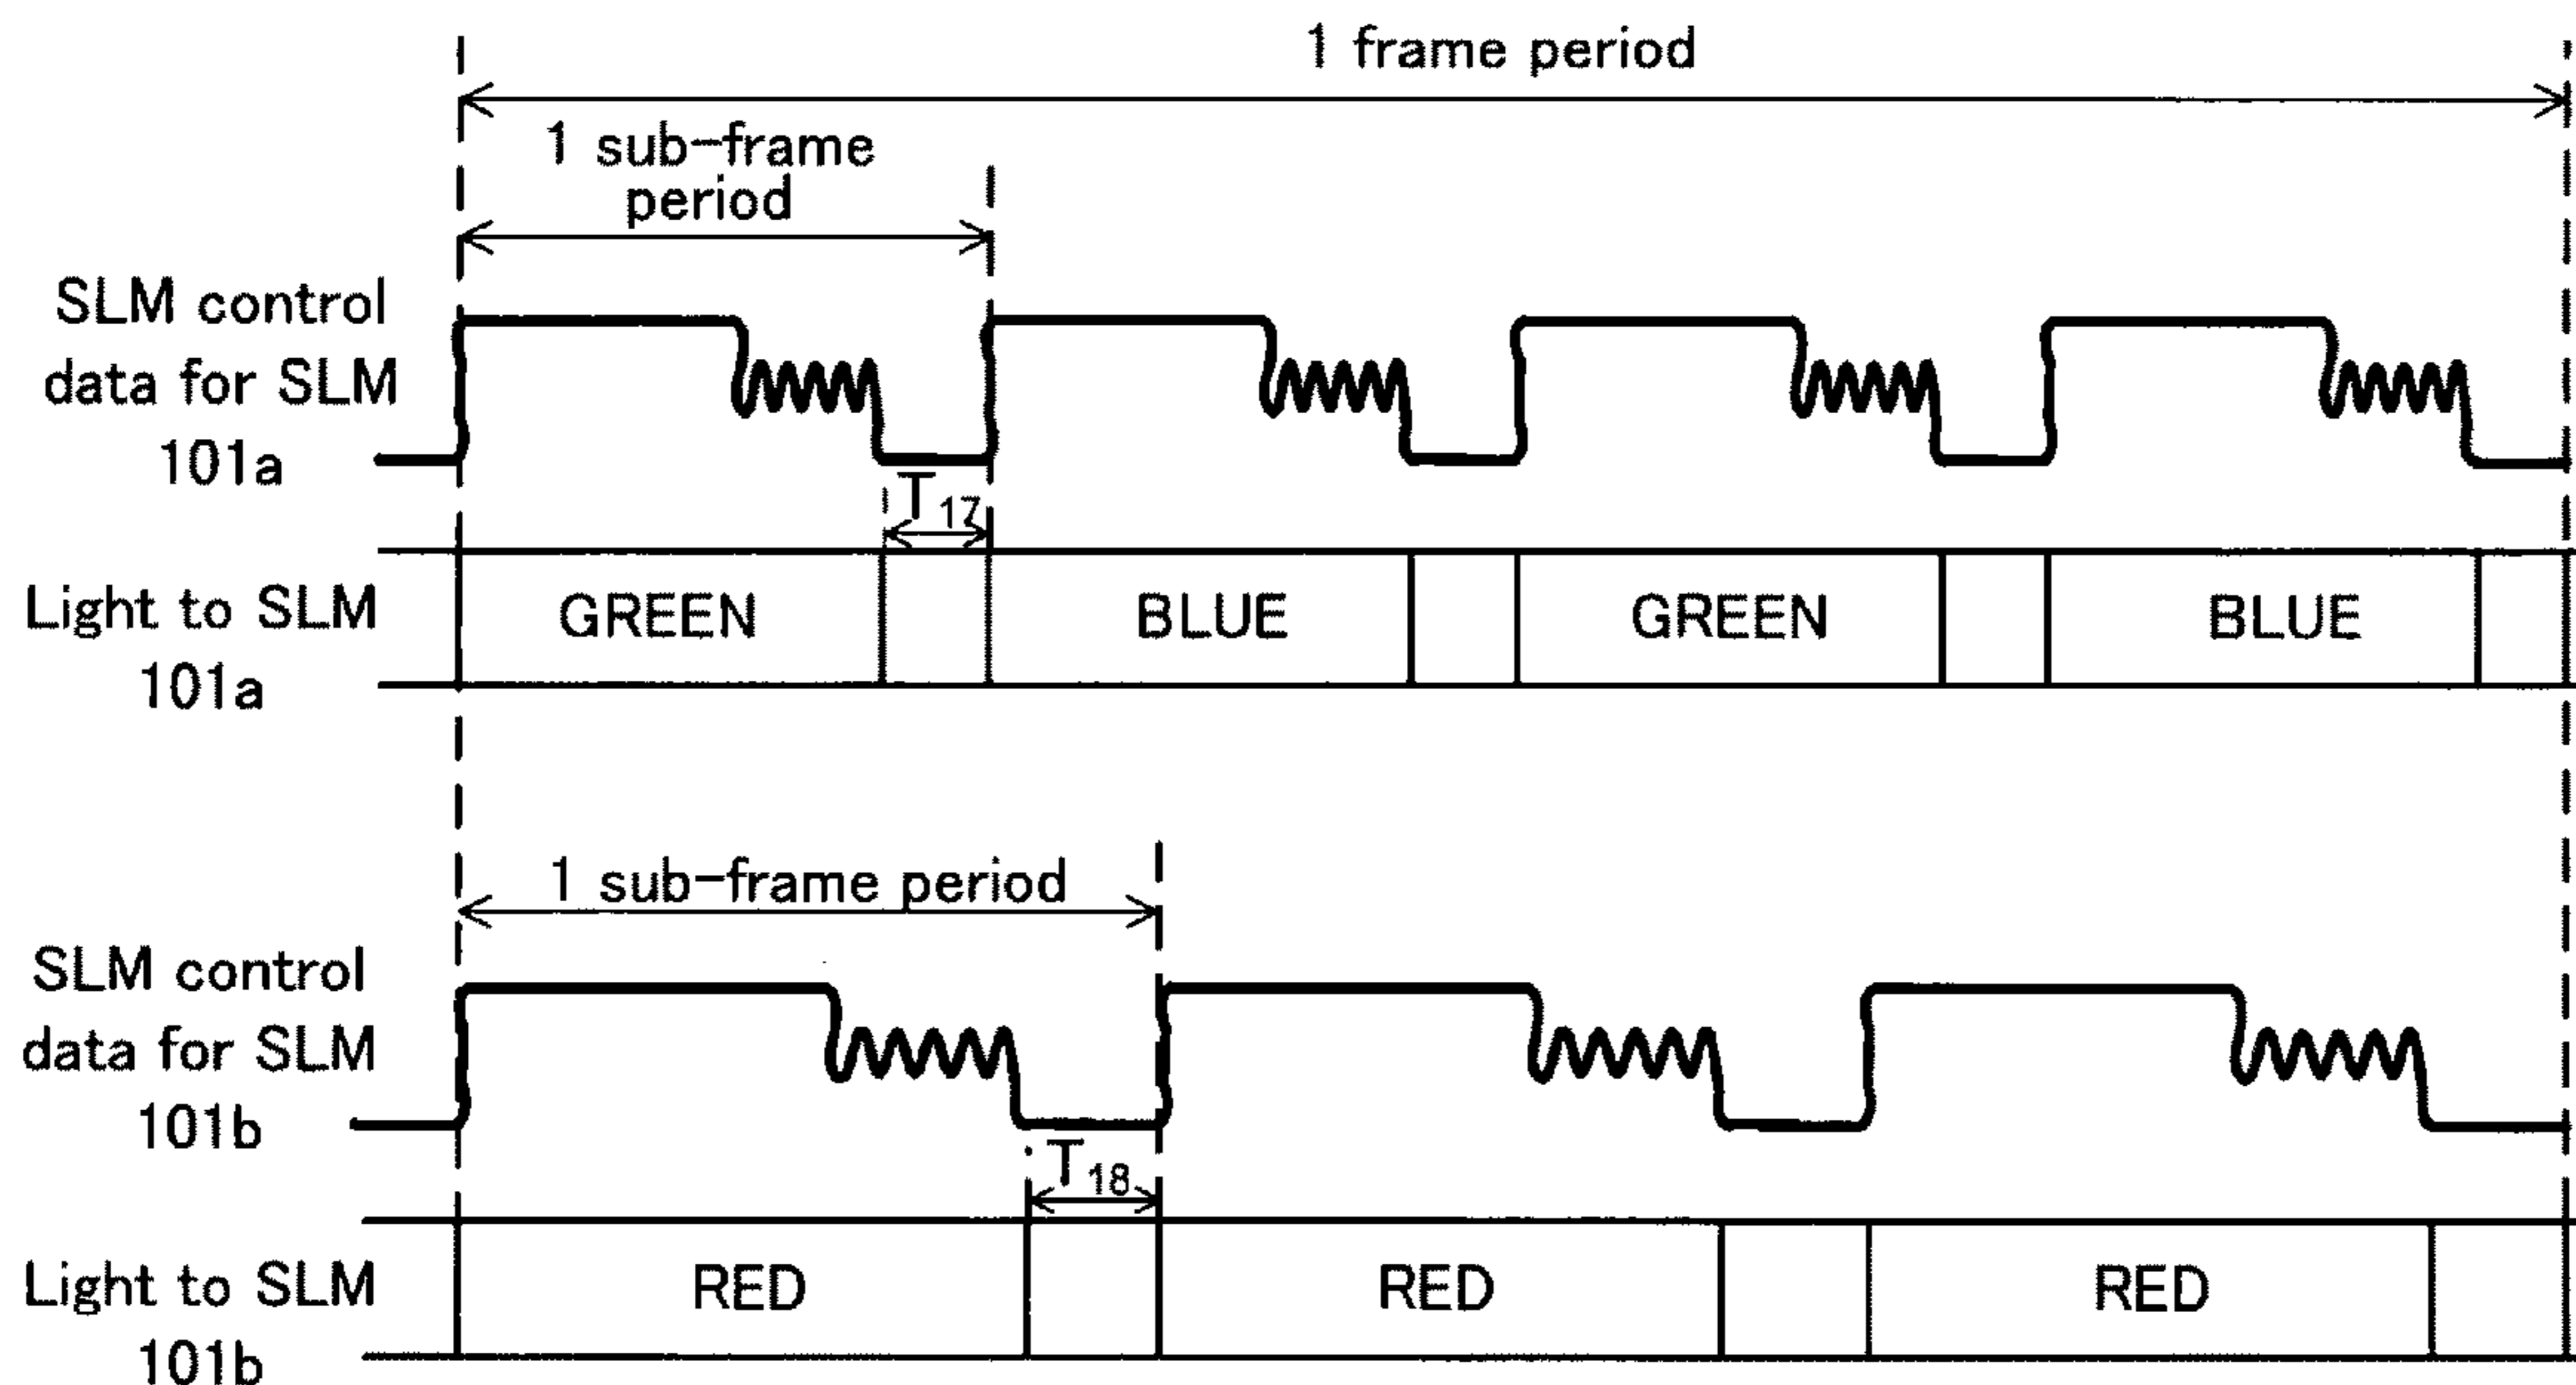 1 frame period
1 sub-frame
period
SLM control
data for SLM
101a
T17
Light to SLM
101a
GREEN
BLUE
GREEN
BLUE
1 sub-frame period
SLM control
data for SLM
101b
T18
Light to SLM
101b
RED
RED
RED